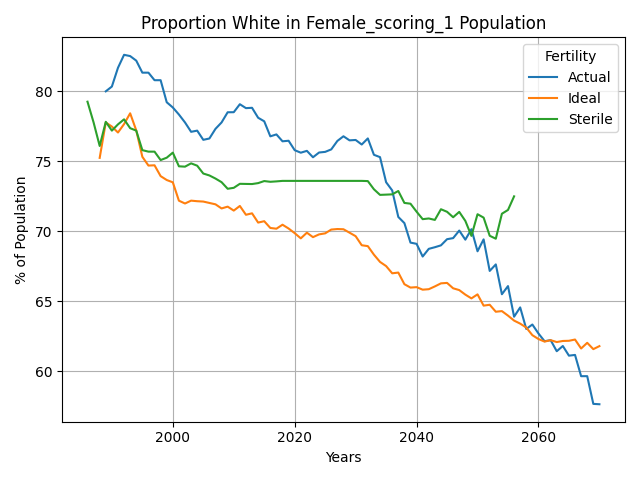 Proportion White in Female_scoring_1 Population
Fertility
Actual
Ideal
Sterile
% of Population
80
75
70
65
60
2000
2020
2040
2060
Years